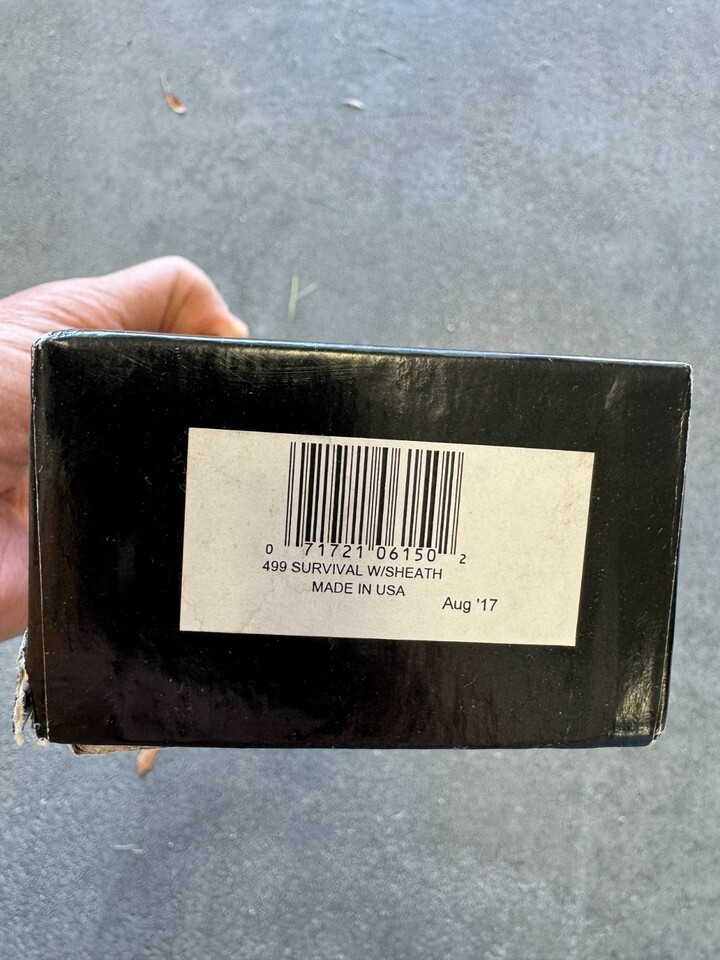 0 71721 06150 2
499 SURVIVAL W/SHEATH
MADE IN USA
Aug '17